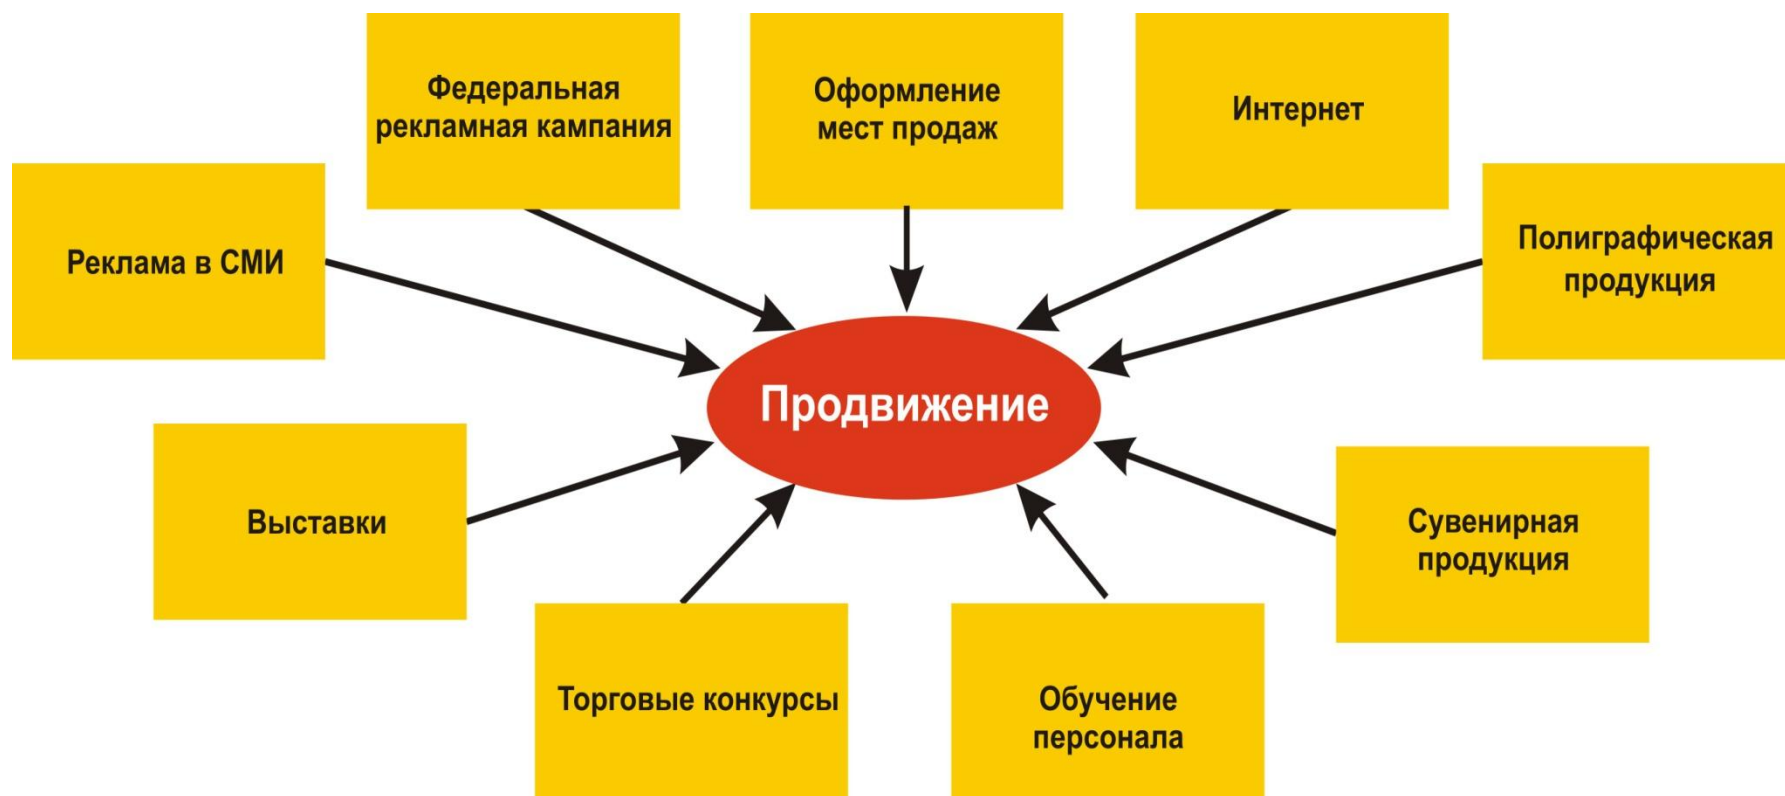 Федеральная
рекламная кампания
Оформление
мест продаж
Интернет
Реклама в СМИ
Полиграфическая
продукция
Продвижение
Выставки
Сувенирная
продукция
Торговые конкурсы
Обучение
персонала